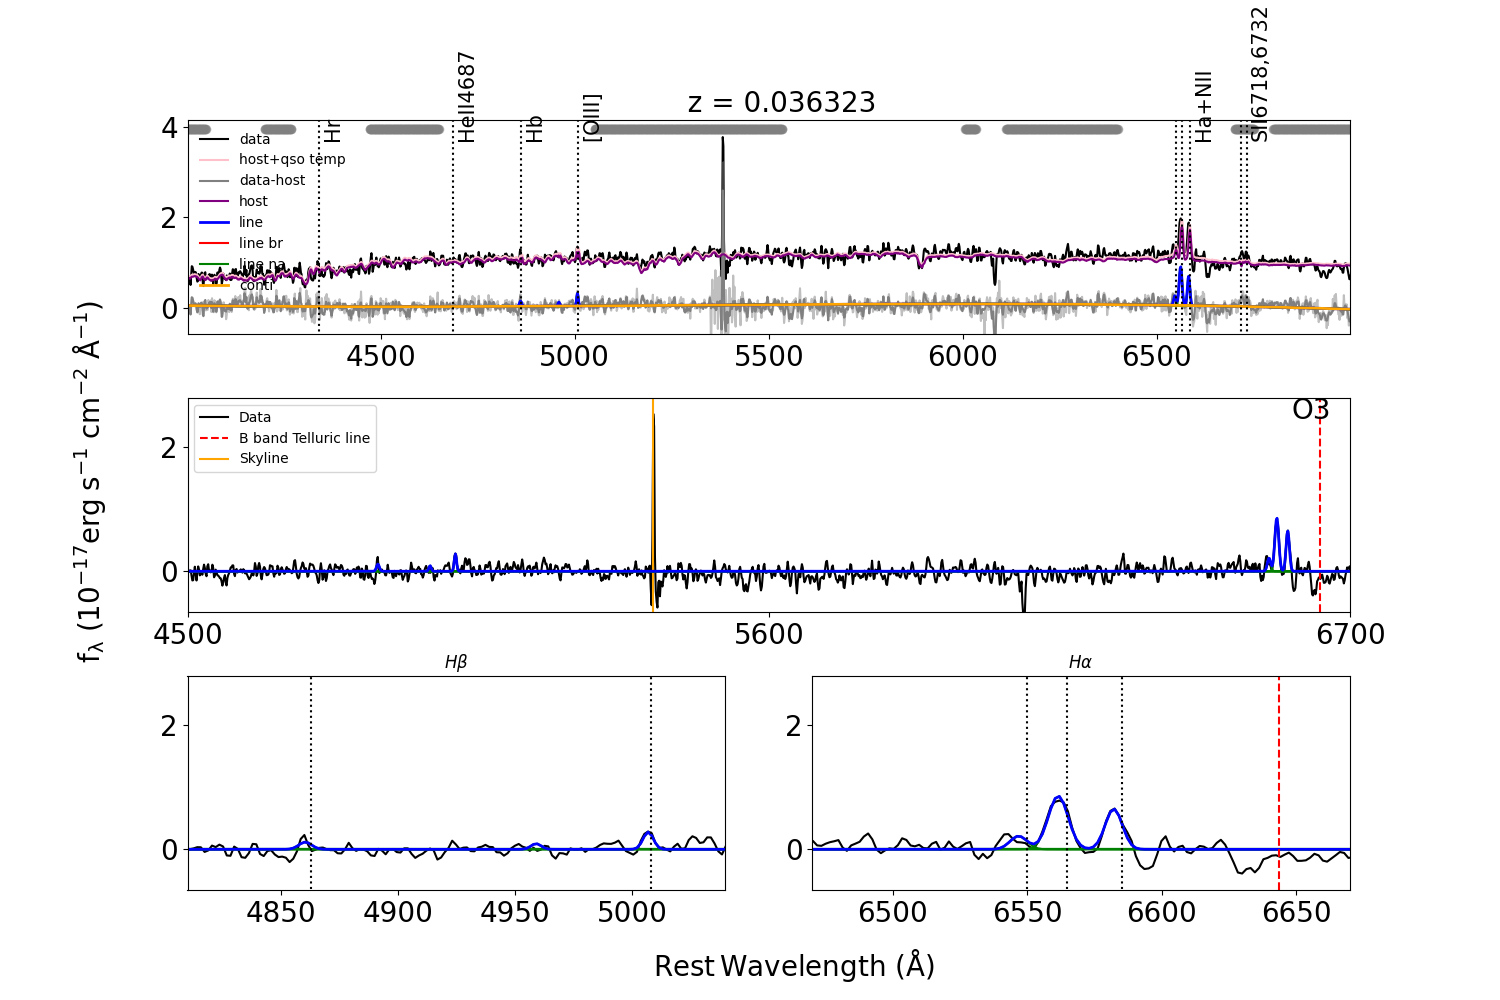 z = 0.036323
Hr
HeII4687
Hb
[OIII]
Ha+NII
SII6718,6732
4
2
0
data
host+qso temp
data-host
host
line
line br
line na
conti
4500 5000 5500 6000 6500
f_λ (10^−17 erg s^−1 cm^−2 Å^−1)
2
0
Data
B band Telluric line
Skyline
O3
4500 5600 6700
Hβ
2
0
4850 4900 4950 5000
Hα
2
0
6500 6550 6600 6650
Rest Wavelength (Å)